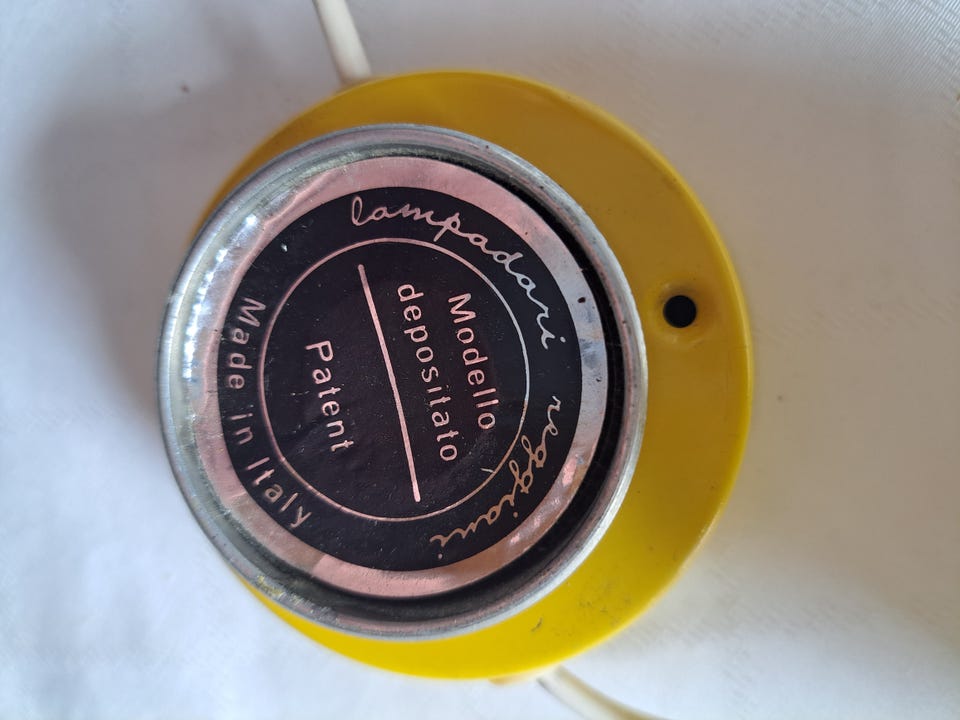 lampadari reggiani
Modello
depositato
Patent
Made in Italy